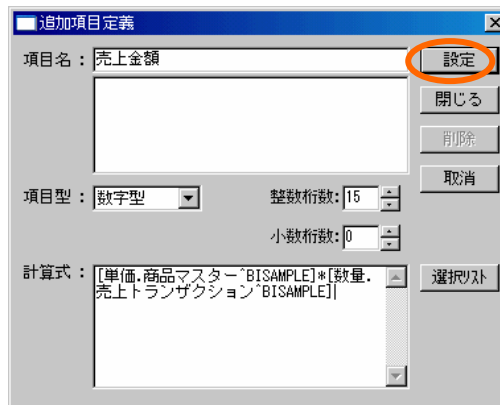 追加項目定義
項目名：売上金額
設定
閉じる
削除
取消
項目型：数字型
整数桁数：15
小数桁数：0
計算式：[単価.商品マスター^BISAMPLE]*[数量.
売上トランザクション^BISAMPLE]
選択リスト